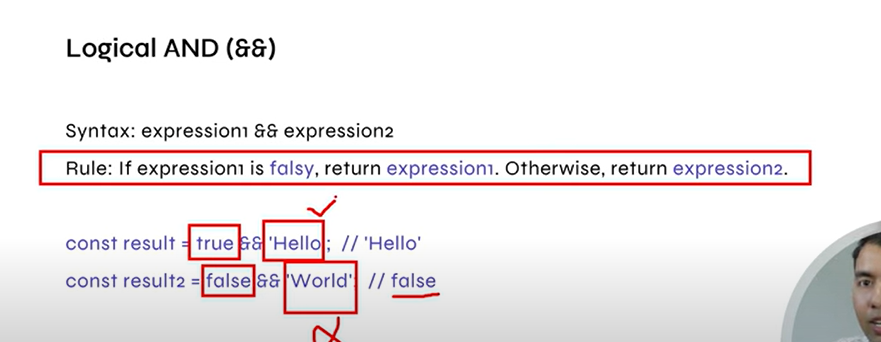 Logical AND (&&)
Syntax: expression1 && expression2
Rule: If expression1 is falsy, return expression1. Otherwise, return expression2.
const result = true && 'Hello'; // 'Hello'
const result2 = false && 'World'; // false